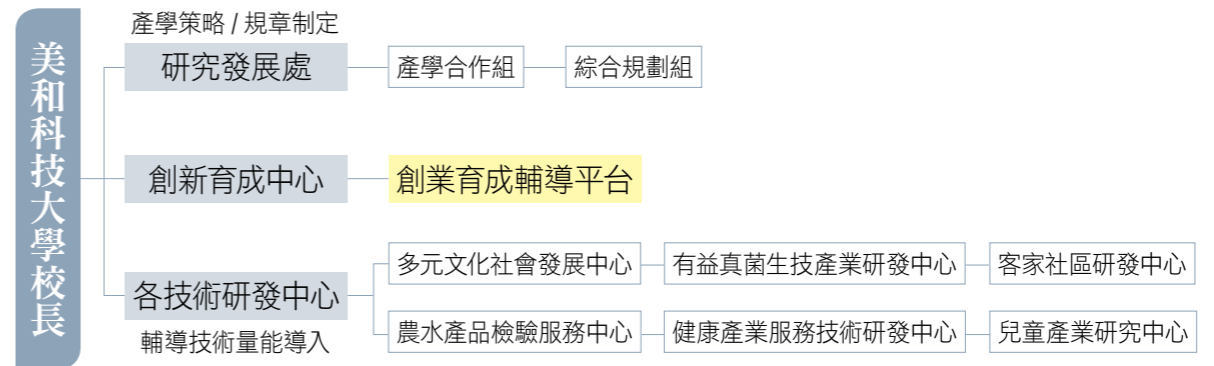 美和科技大學校長
產學策略 / 規章制定
研究發展處
產學合作組
綜合規劃組
創新育成中心
創業育成輔導平台
各技術研發中心
輔導技術量能導入
多元文化社會發展中心
有益真菌生技產業研發中心
客家社區研發中心
農水產品檢驗服務中心
健康產業服務技術研發中心
兒童產業研究中心